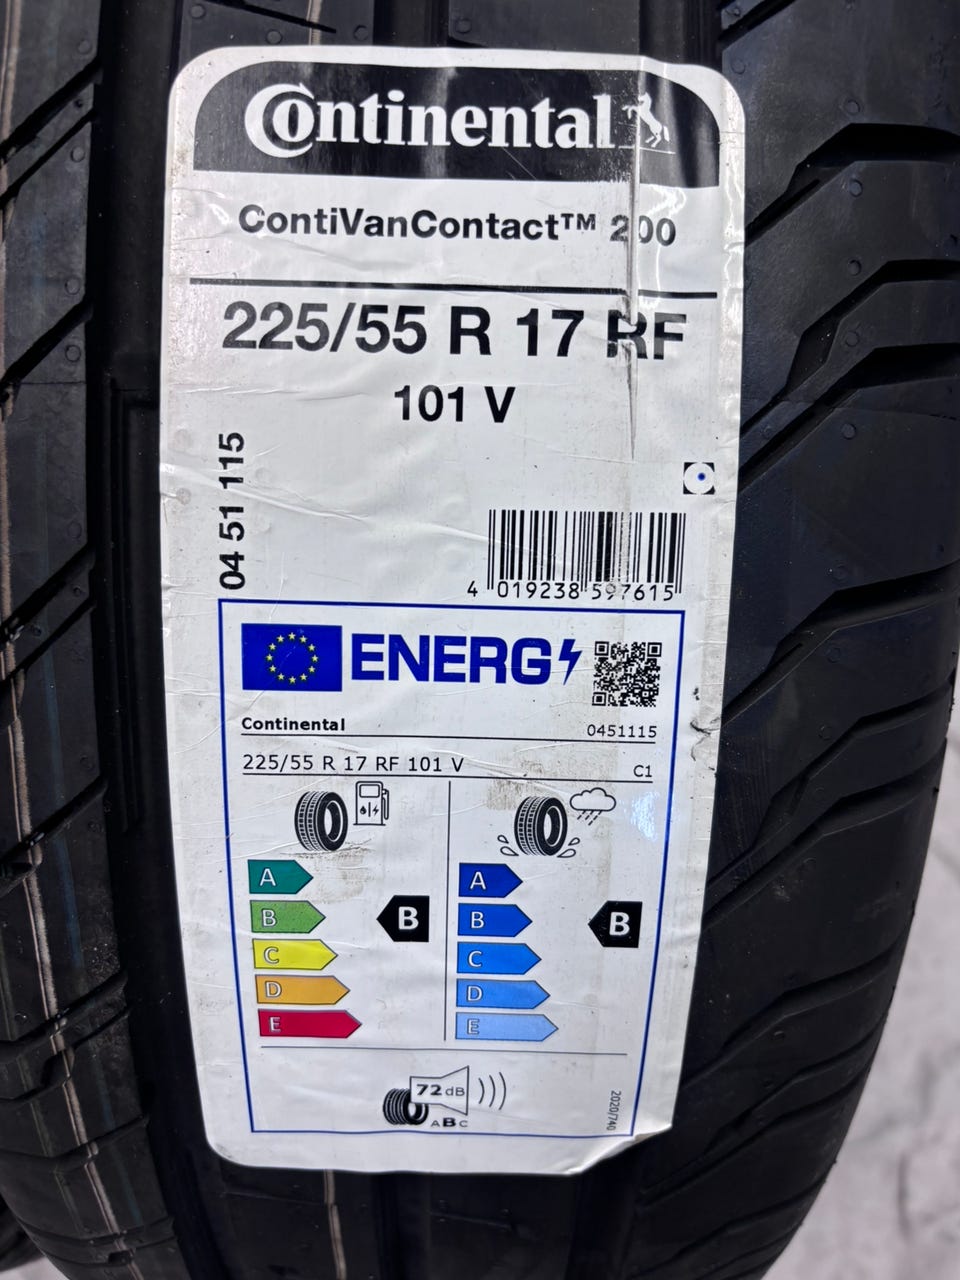 Continental
ContiVanContact™ 200
225/55 R 17 RF
101 V
04 51 115
4 019238 597615
ENERG
Continental 0451115
225/55 R 17 RF 101 V C1
A A
B B B B
C C
D D
E E
72 dB
ABC
2020/740